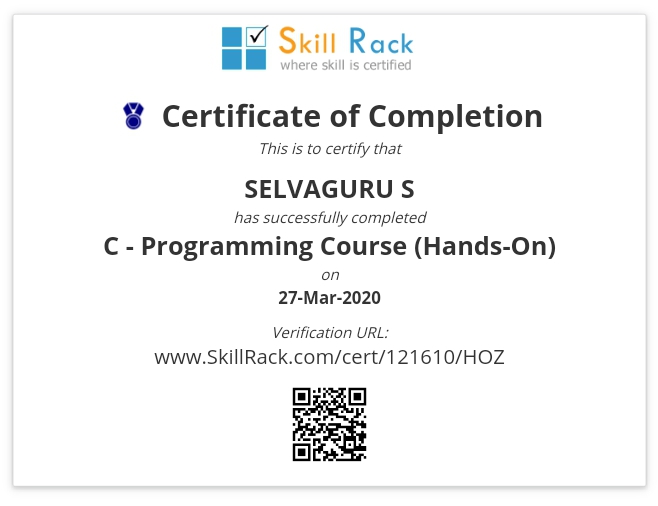 Skill Rack
where skill is certified
Certificate of Completion
This is to certify that
SELVAGURU S
has successfully completed
C - Programming Course (Hands-On)
on
27-Mar-2020
Verification URL:
www.SkillRack.com/cert/121610/HOZ